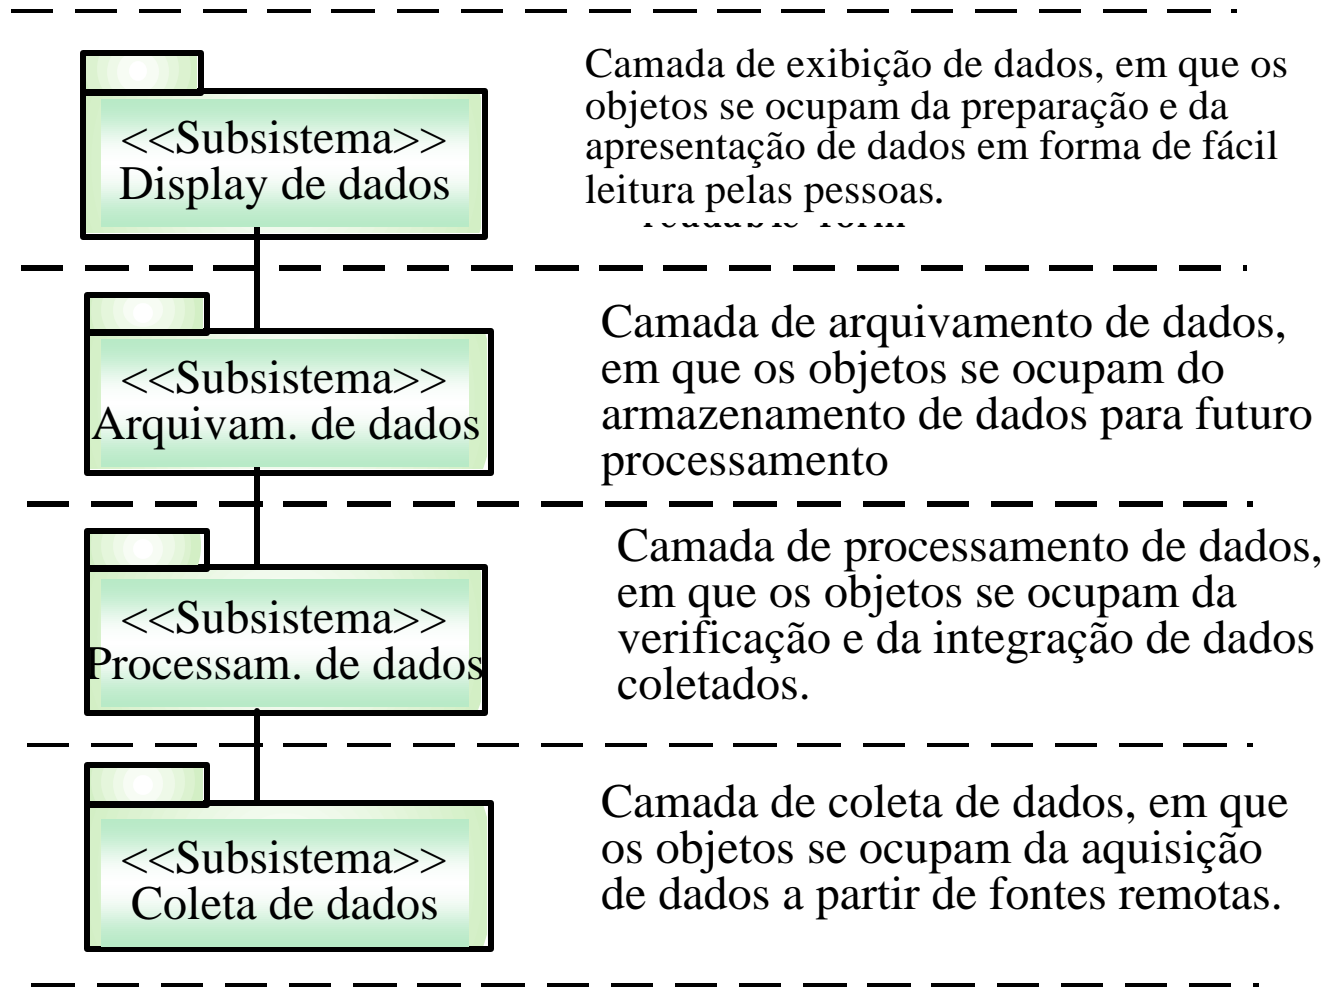 Camada de exibição de dados, em que os
objetos se ocupam da preparação e da
apresentação de dados em forma de fácil
leitura pelas pessoas.
<<Subsistema>>
Display de dados
Camada de arquivamento de dados,
em que os objetos se ocupam do
armazenamento de dados para futuro
processamento
<<Subsistema>>
Arquivam. de dados
Camada de processamento de dados,
em que os objetos se ocupam da
verificação e da integração de dados
coletados.
<<Subsistema>>
Processam. de dados
Camada de coleta de dados, em que
os objetos se ocupam da aquisição
de dados a partir de fontes remotas.
<<Subsistema>>
Coleta de dados